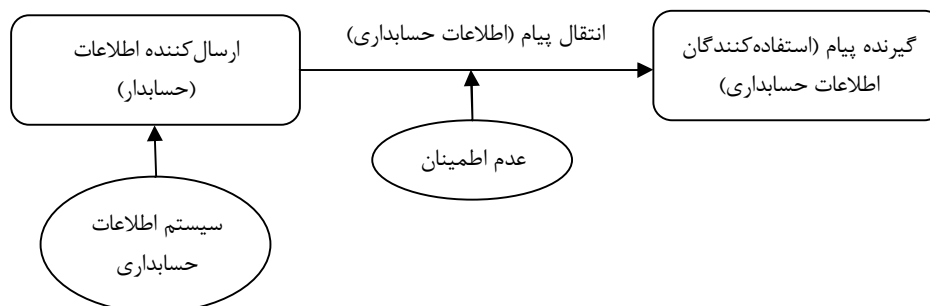 گیرنده پیام (استفاده‌کنندگان
اطلاعات حسابداری)
انتقال پیام (اطلاعات حسابداری)
ارسال‌کننده اطلاعات
(حسابدار)
عدم اطمینان
سیستم اطلاعات
حسابداری